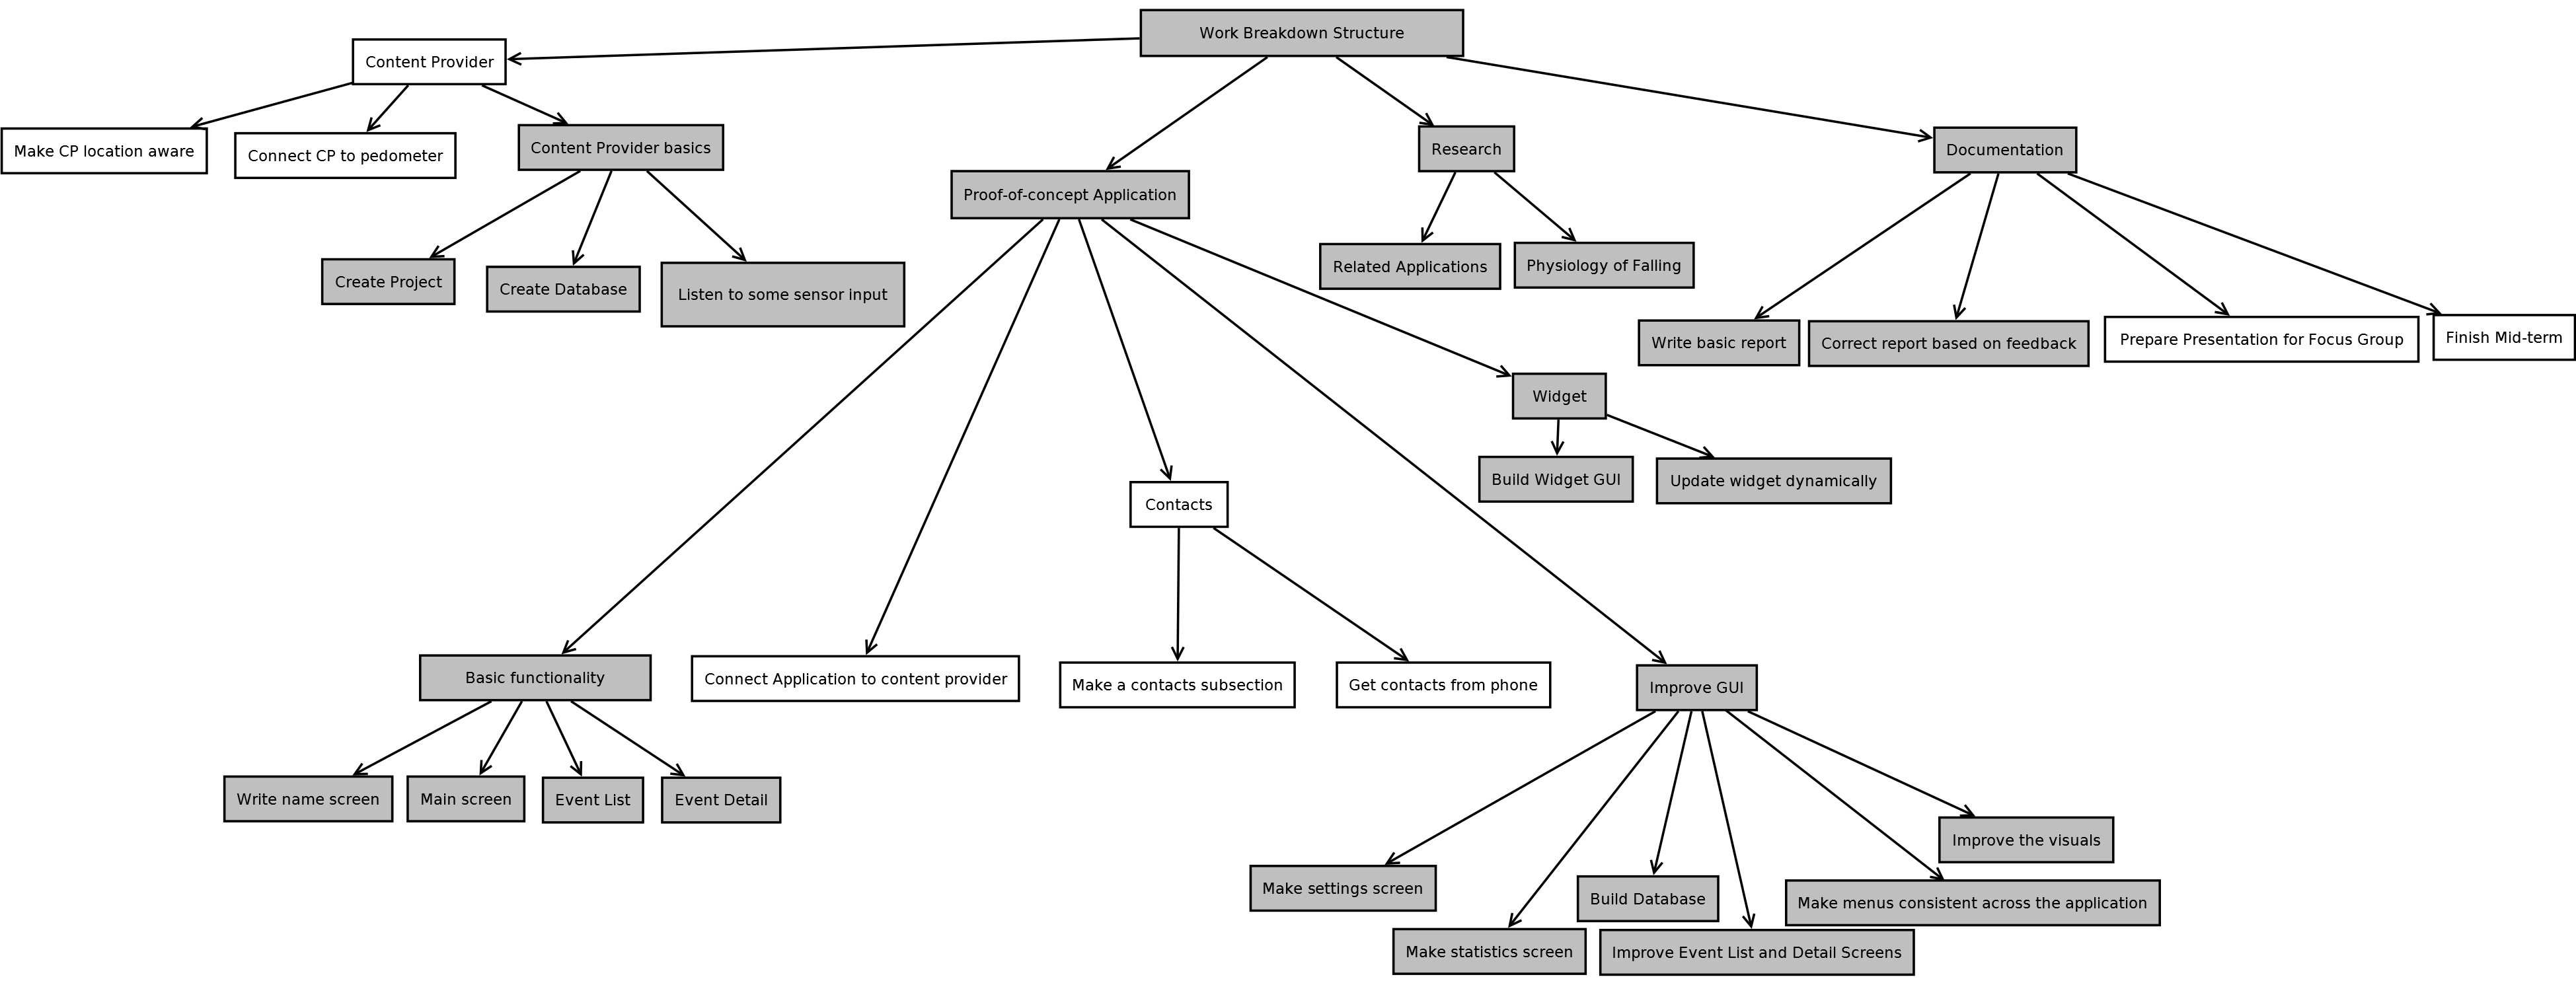 Work Breakdown Structure
Content Provider
Make CP location aware
Connect CP to pedometer
Content Provider basics
Research
Documentation
Proof-of-concept Application
Create Project
Create Database
Listen to some sensor input
Related Applications
Physiology of Falling
Write basic report
Correct report based on feedback
Prepare Presentation for Focus Group
Finish Mid-term
Widget
Build Widget GUI
Update widget dynamically
Contacts
Basic functionality
Connect Application to content provider
Make a contacts subsection
Get contacts from phone
Improve GUI
Write name screen
Main screen
Event List
Event Detail
Improve the visuals
Make settings screen
Build Database
Make menus consistent across the application
Make statistics screen
Improve Event List and Detail Screens